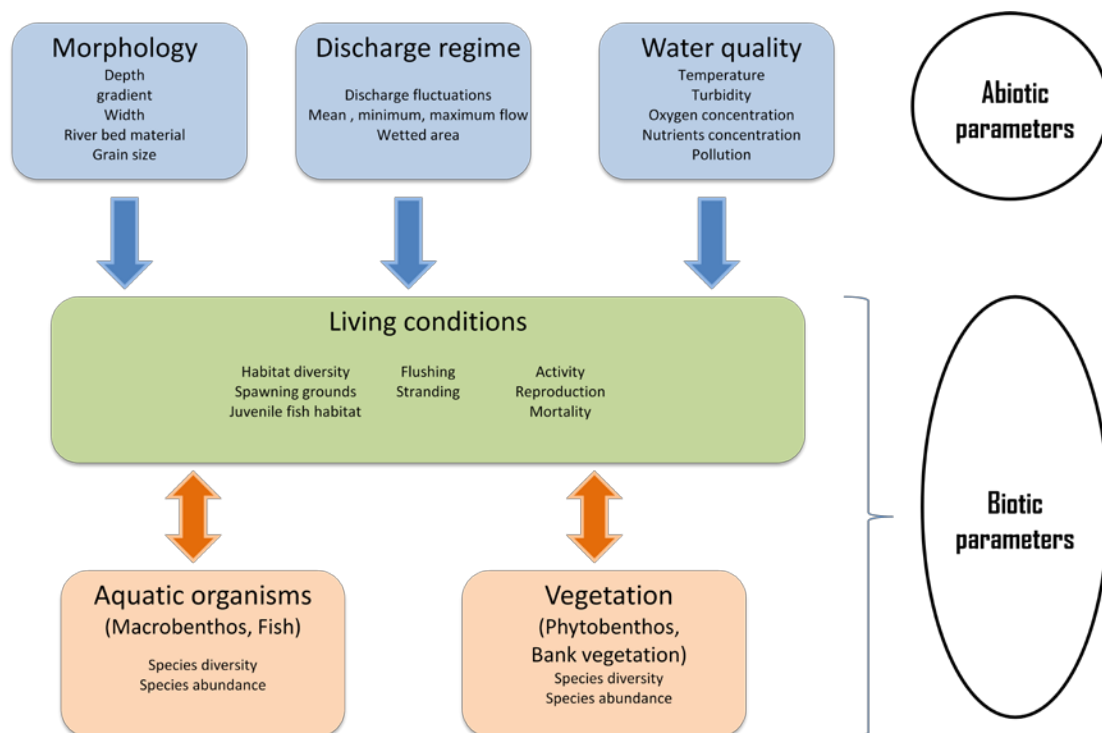 Morphology
Depth
gradient
Width
River bed material
Grain size
Discharge regime
Discharge fluctuations
Mean , minimum, maximum flow
Wetted area
Water quality
Temperature
Turbidity
Oxygen concentration
Nutrients concentration
Pollution
Abiotic
parameters
Living conditions
Habitat diversity
Spawning grounds
Juvenile fish habitat
Flushing
Stranding
Activity
Reproduction
Mortality
Biotic
parameters
Aquatic organisms
(Macrobenthos, Fish)
Species diversity
Species abundance
Vegetation
(Phytobenthos,
Bank vegetation)
Species diversity
Species abundance